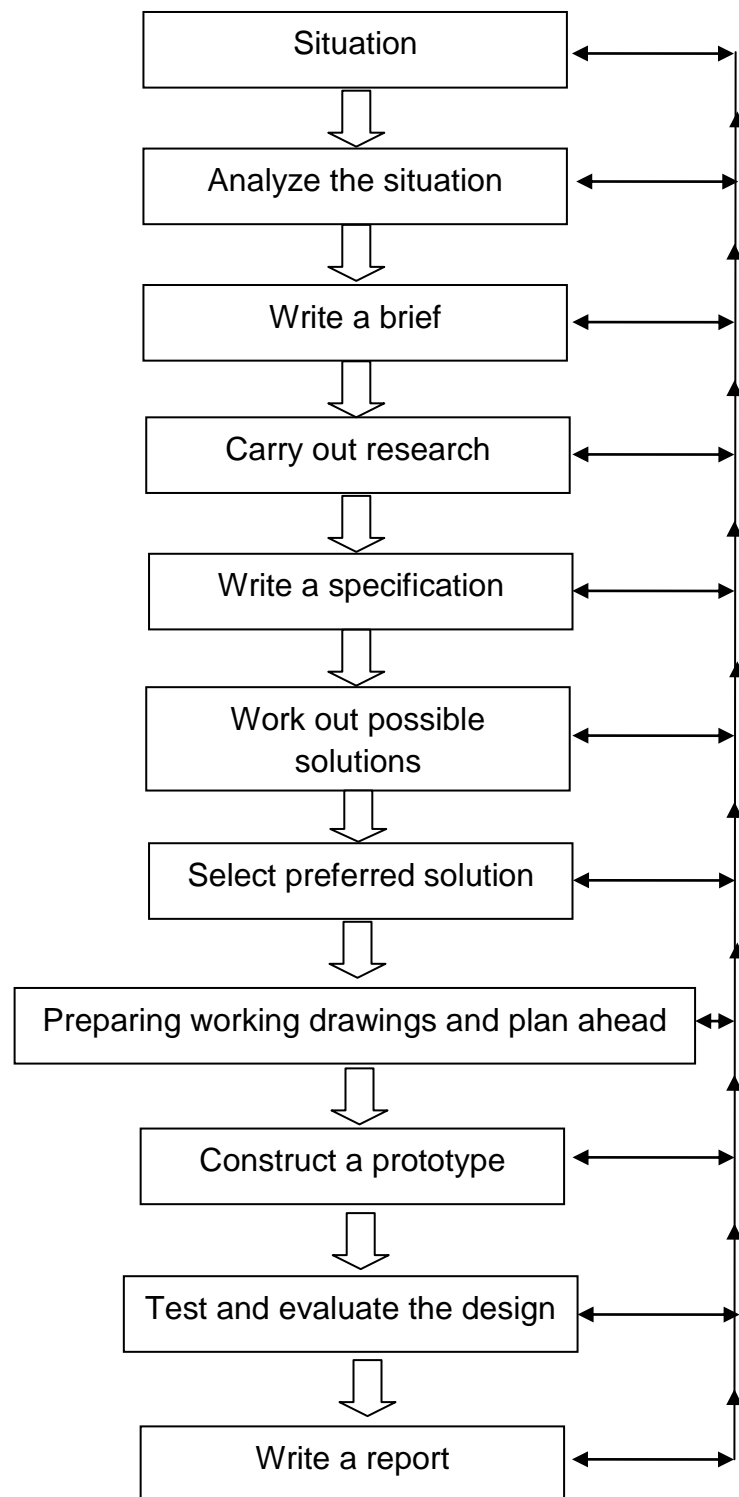 Situation
Analyze the situation
Write a brief
Carry out research
Write a specification
Work out possible
solutions
Select preferred solution
Preparing working drawings and plan ahead
Construct a prototype
Test and evaluate the design
Write a report